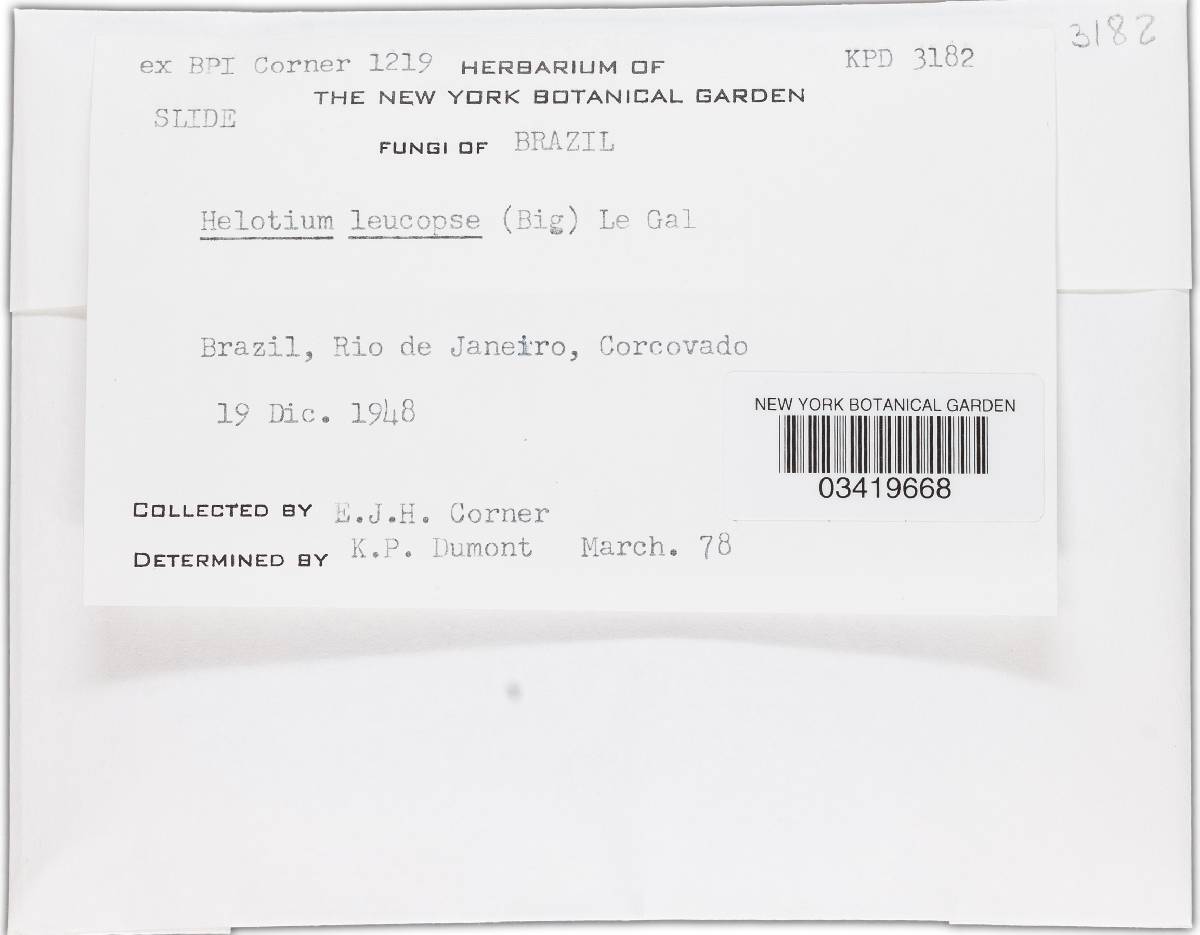 3182
ex BPI Corner 1219 HERBARIUM OF KPD 3182
THE NEW YORK BOTANICAL GARDEN
SLIDE
FUNGI OF BRAZIL
Helotium leucopse (Big) Le Gal
Brazil, Rio de Janeiro, Corcovado
19 Dic. 1948
NEW YORK BOTANICAL GARDEN
03419668
COLLECTED BY E.J.H. Corner
DETERMINED BY K.P. Dumont March. 78